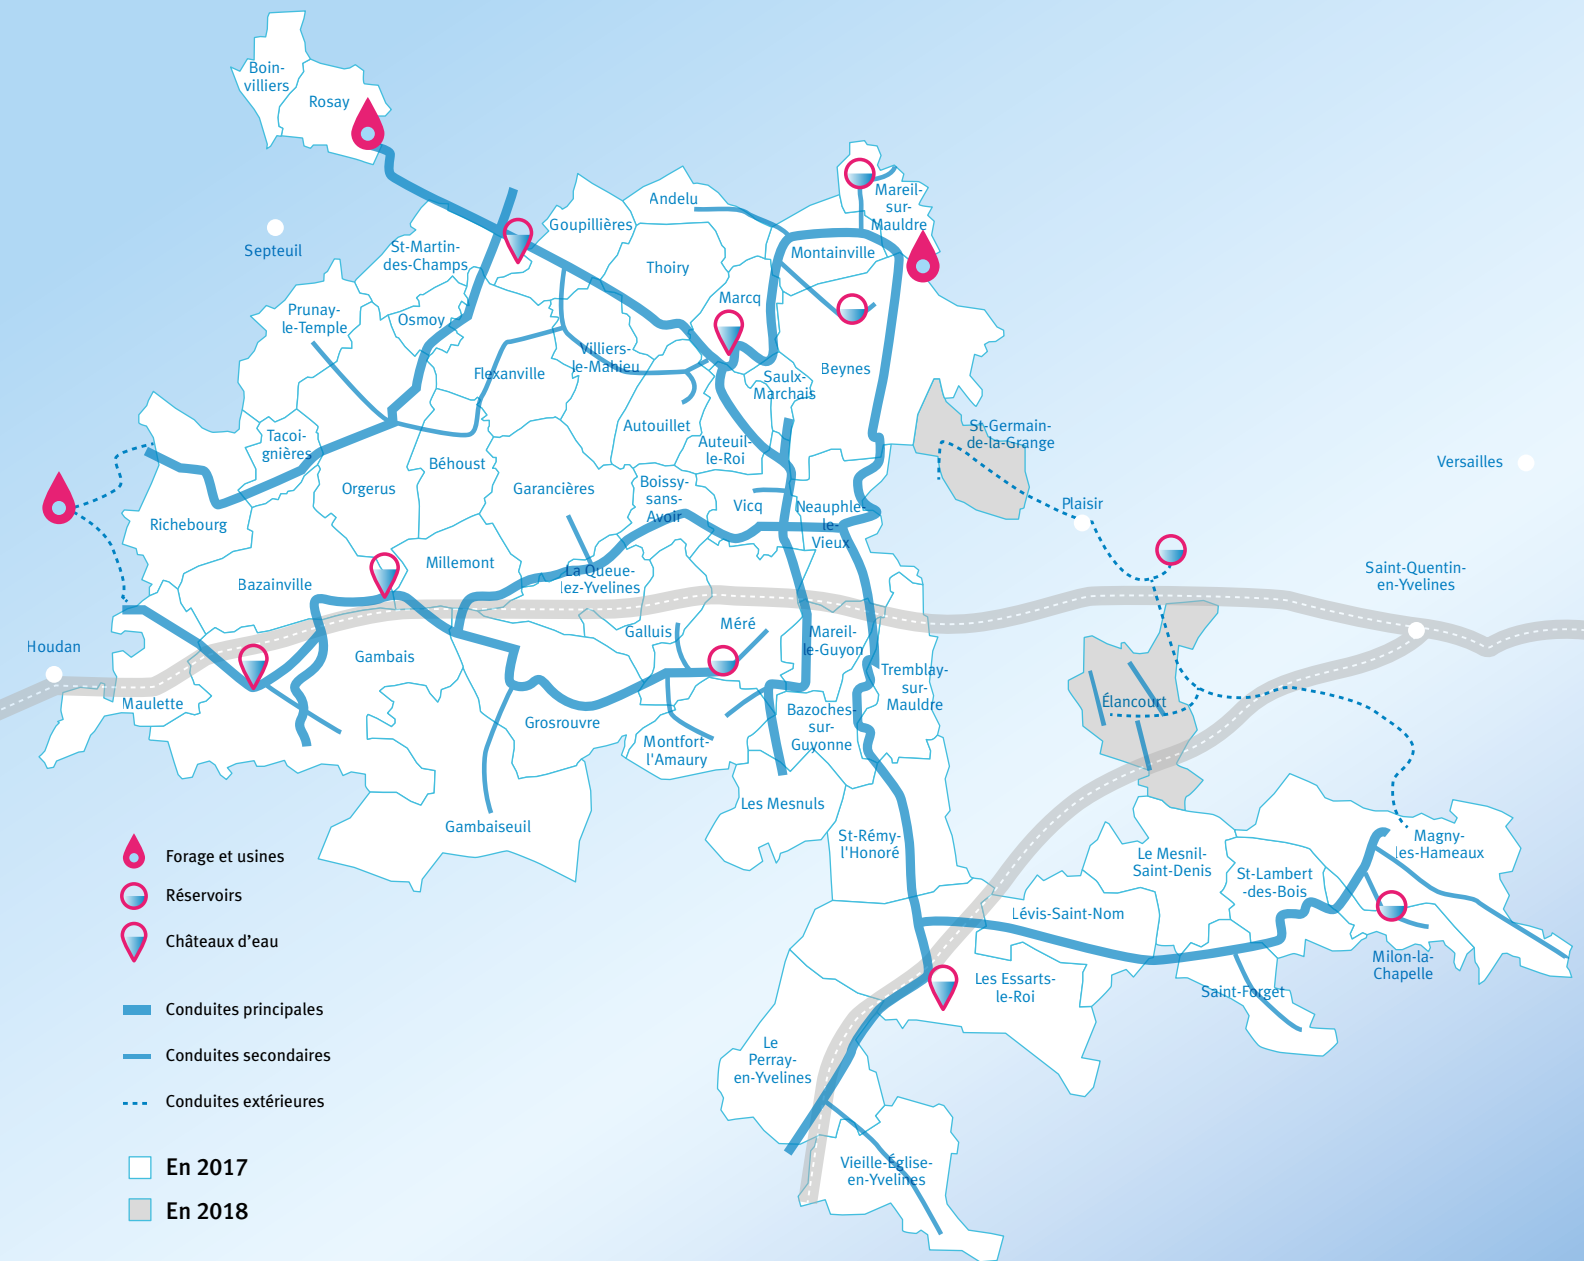 Boin-
villiers
Rosay
Septeuil
St-Martin-
des-Champs
Goupillières
Andelu
Mareil-
sur-
Mauldre
Montainville
Thoiry
Marcq
Prunay-
le-Temple
Osmoy
Flexanville
Villiers-
le-Mahieu
Saulx-
Marchais
Beynes
St-Germain-
de-la-Grange
Versailles
Tacoi-
gnières
Autouillet
Auteuil-
le-Roi
Béhoust
Orgerus
Garancières
Boissy-
sans-
Avoir
Vicq
Neauphle-
le-
Vieux
Plaisir
Richebourg
Bazainville
Millemont
La Queue-
lez-Yvelines
Saint-Quentin-
en-Yvelines
Houdan
Maulette
Gambais
Galluis
Méré
Mareil-
le-Guyon
Tremblay-
sur-
Mauldre
Élancourt
Grosrouvre
Montfort-
l'Amaury
Bazoches-
sur-
Guyonne
Les Mesnuls
Gambaiseuil
St-Rémy-
l'Honoré
Le Mesnil-
Saint-Denis
St-Lambert
-des-Bois
Magny-
les-Hameaux
Lévis-Saint-Nom
Milon-la-
Chapelle
Les Essarts-
le-Roi
Saint-Forget
Le
Perray-
en-Yvelines
Vieille-Église-
en-Yvelines
Forage et usines
Réservoirs
Châteaux d'eau
Conduites principales
Conduites secondaires
Conduites extérieures
En 2017
En 2018